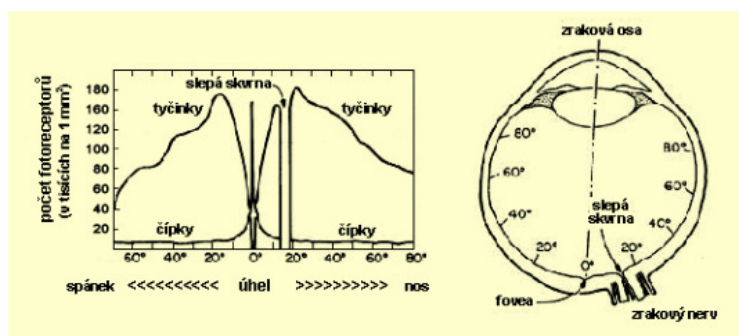 počet fotoreceptorů
(v tisících na 1 mm²)
180
160
140
120
100
80
60
40
20
slepá skvrna
tyčinky
tyčinky
čípky
čípky
60° 40° 20° 0° 20° 40° 60° 80°
spánek <<<<<<<<<< úhel >>>>>>>>>> nos
zraková osa
80° 80°
60° 60°
40° 40°
20° 20°
0°
slepá
skvrna
fovea
zrakový nerv